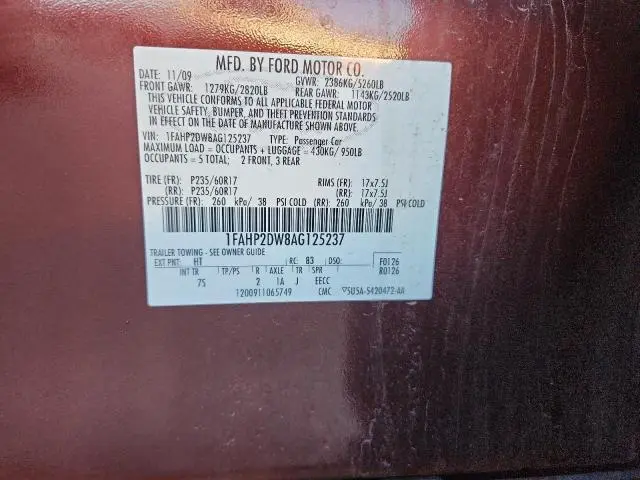 MFD. BY FORD MOTOR CO.
DATE: 11/09 GVWR: 2386KG/5260LB
FRONT GAWR: 1279KG/2820LB REAR GAWR: 1143KG/2520LB
THIS VEHICLE CONFORMS TO ALL APPLICABLE FEDERAL MOTOR
VEHICLE SAFETY, BUMPER, AND THEFT PREVENTION STANDARDS
IN EFFECT ON THE DATE OF MANUFACTURE SHOWN ABOVE.
VIN: 1FAHP2DW8AG125237 TYPE: Passenger Car
MAXIMUM LOAD = OCCUPANTS + LUGGAGE = 430KG/950LB
OCCUPANTS = 5 TOTAL; 2 FRONT, 3 REAR
TIRE (FR): P235/60R17 RIMS (FR): 17x7.5J
(RR): P235/60R17 (RR): 17x7.5J
PRESSURE (FR): 260 kPa/ 38 PSI COLD (RR): 260 kPa/ 38 PSI COLD
1FAHP2DW8AG125237
TRAILER TOWING - SEE OWNER GUIDE
EXT PNT: HT RC: 83 DSO: F0126
R0126
INT TR TP/PS R AXLE TR SPR
75 2 1A J EECC
1200911065749 CMC 5U5A-5420472-AA